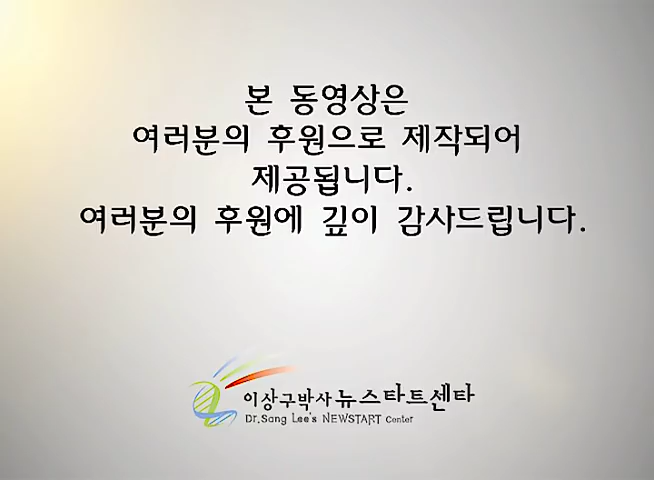 본 동영상은
여러분의 후원으로 제작되어
제공됩니다.
여러분의 후원에 깊이 감사드립니다.
이상구박사 뉴스타트센타
Dr.Sang Lee's NEWSTART Center